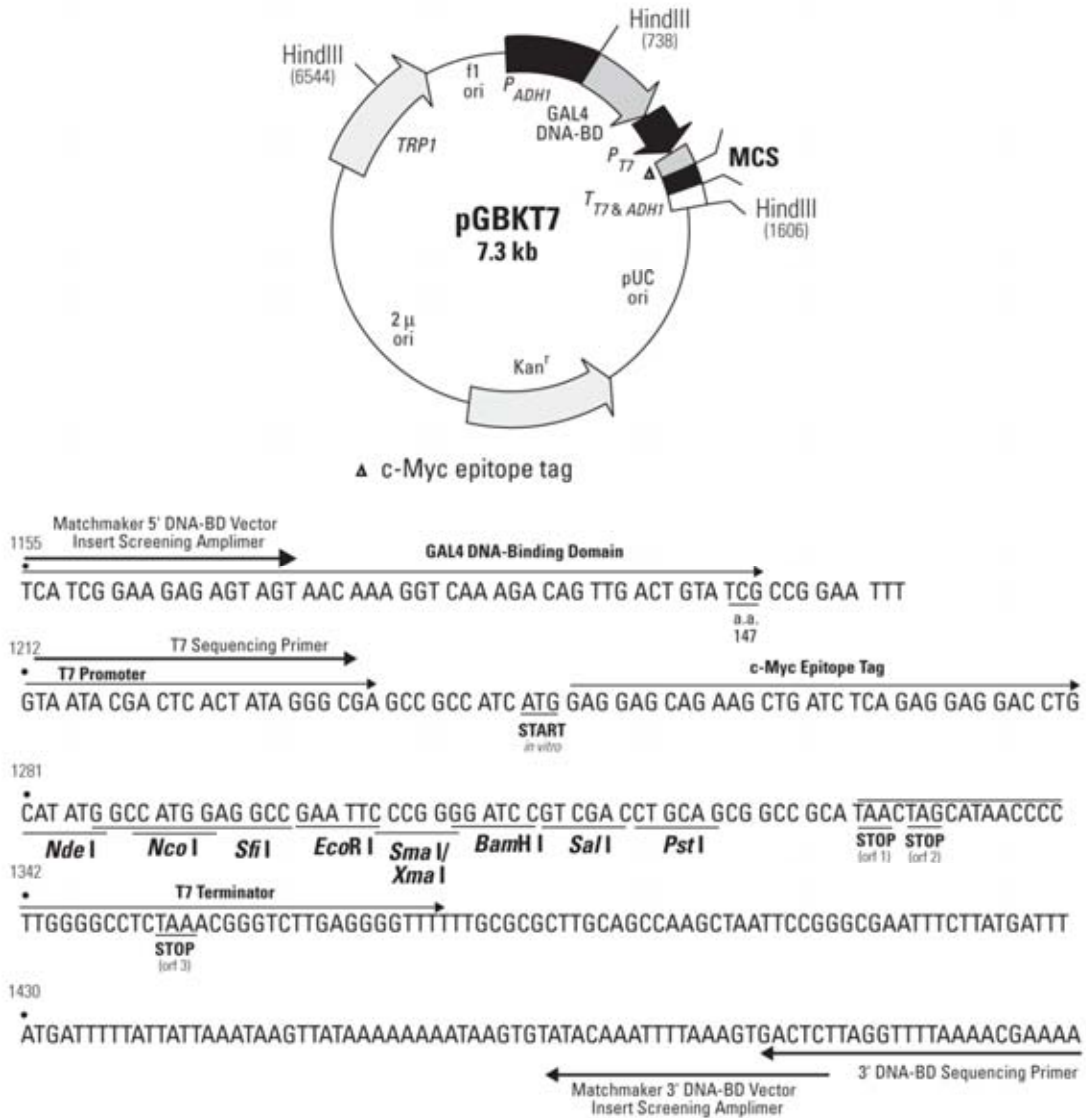 HindIII
(6544)
HindIII
(738)
f1
ori
P ADH1
GAL4
DNA-BD
TRP1
P T7
MCS
T T7 & ADH1
HindIII
(1606)
pGBKT7
7.3 kb
pUC
ori
2 μ
ori
Kanʳ
c-Myc epitope tag
Matchmaker 5' DNA-BD Vector
Insert Screening Amplimer
1155
GAL4 DNA-Binding Domain
TCA TCG GAA GAG AGT AGT AAC AAA GGT CAA AGA CAG TTG ACT GTA TCG CCG GAA TTT
a.a.
147
1212
T7 Sequencing Primer
T7 Promoter
c-Myc Epitope Tag
GTA ATA CGA CTC ACT ATA GGG CGA GCC GCC ATC ATG GAG GAG CAG AAG CTG ATC TCA GAG GAG GAC CTG
START
in vitro
1281
CAT ATG GCC ATG GAG GCC GAA TTC CCG GGG ATC CGT CGA CCT GCA GCG GCC GCA TAACTAGCATAACCCC
Nde I
Nco I
Sfi I
EcoR I
Sma I/
Xma I
BamH I
Sal I
Pst I
STOP
(orf 1)
STOP
(orf 2)
1342
T7 Terminator
TTGGGGCCTCTAAACGGGTCTTGAGGGGTTTTTTGCGCGCTTGCAGCCAAGCTAATTCCGGGCGAATTTCTTATGATTT
STOP
(orf 3)
1430
ATGATTTTTATTATTAAATAAGTTATAAAAAAAATAAGTGTATACAAATTTTAAAGTGACTCTTAGGTTTTAAAACGAAAA
3' DNA-BD Sequencing Primer
Matchmaker 3' DNA-BD Vector
Insert Screening Amplimer